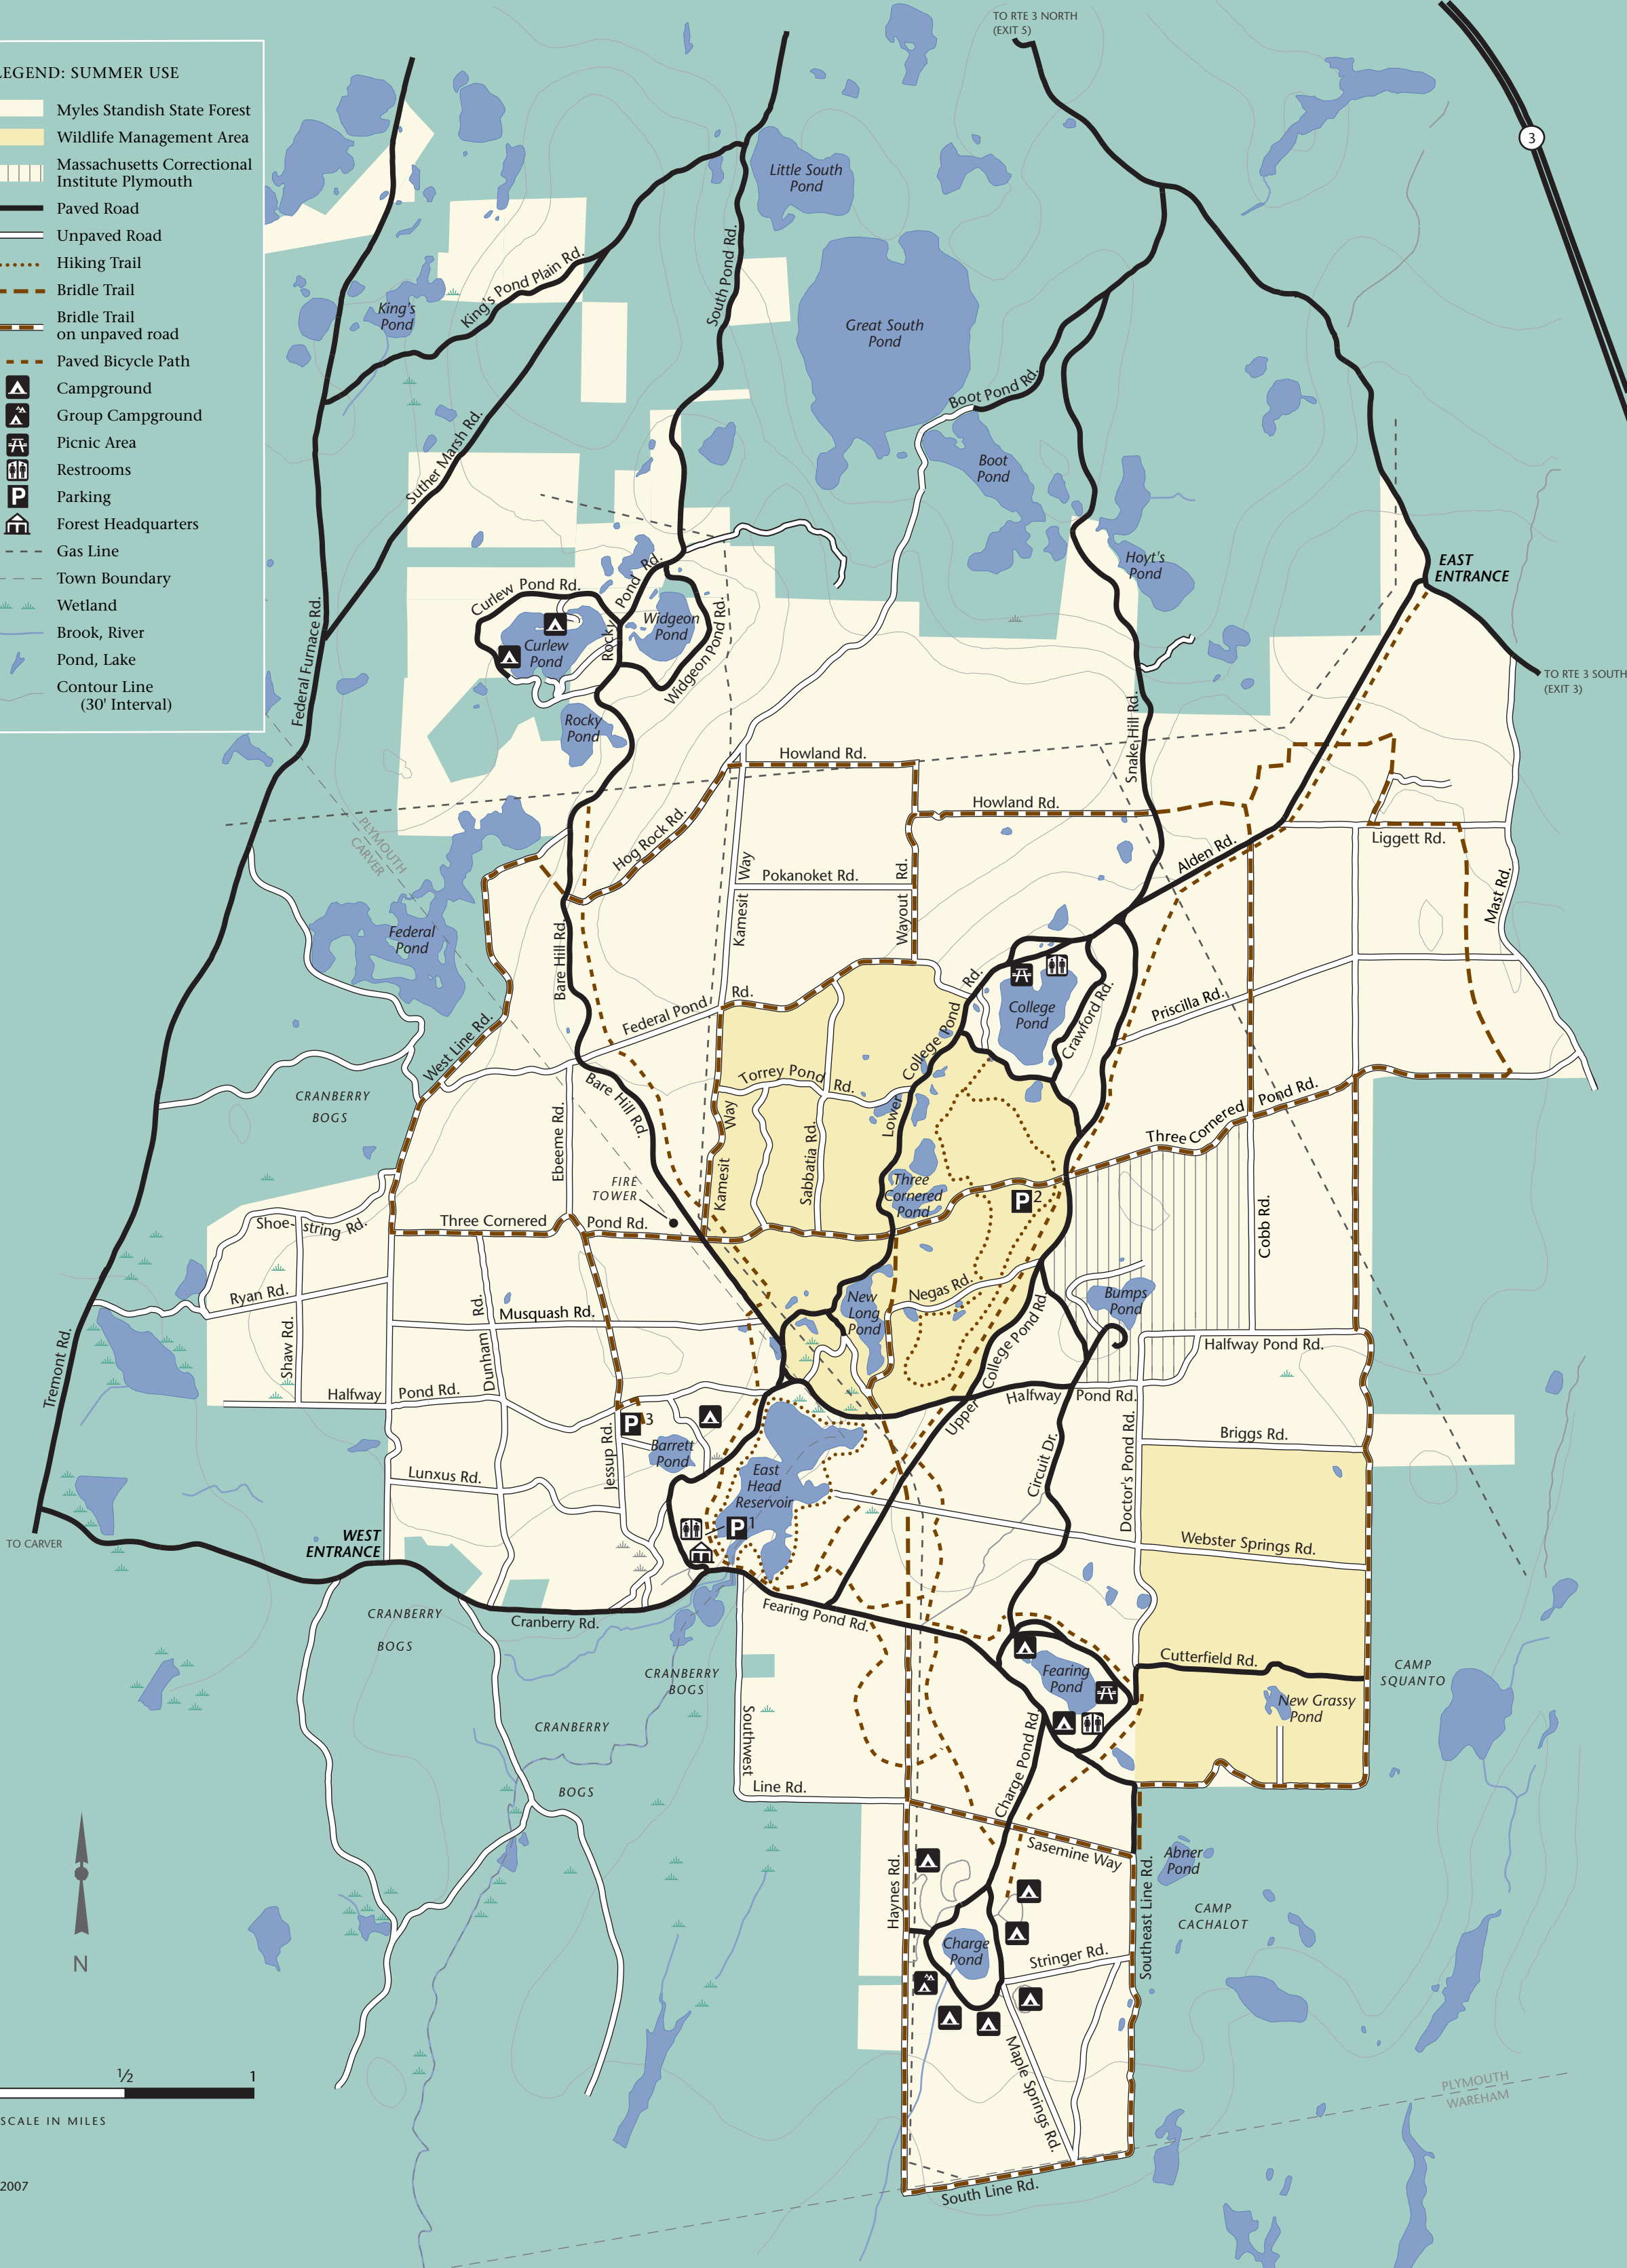 LEGEND: SUMMER USE
Myles Standish State Forest
Wildlife Management Area
Massachusetts Correctional
Institute Plymouth
Paved Road
Unpaved Road
Hiking Trail
Bridle Trail
Bridle Trail
on unpaved road
Paved Bicycle Path
Campground
Group Campground
Picnic Area
Restrooms
P
Parking
Forest Headquarters
Gas Line
Town Boundary
Wetland
Brook, River
Pond, Lake
Contour Line
(30' Interval)
TO RTE 3 NORTH
(EXIT 5)
3
Little South
Pond
South Pond Rd.
King's Pond Plain Rd.
King's
Pond
Great South
Pond
Boot Pond Rd.
Suther Marsh Rd.
Boot
Pond
Hoyt's
Pond
EAST
ENTRANCE
TO RTE 3 SOUTH
(EXIT 3)
Curlew Pond Rd.
Rocky Pond Rd.
Widgeon
Pond
Curlew
Pond
Widgeon Pond Rd.
Rocky
Pond
Federal Furnace Rd.
Snake Hill Rd.
Howland Rd.
Howland Rd.
Hog Rock Rd.
PLYMOUTH
CARVER
Alden Rd.
Liggett Rd.
Mast Rd.
Pokanoket Rd.
Kamesit Way
Wayout Rd.
Federal
Pond
Bare Hill Rd.
Federal Pond Rd.
College
Pond
Lower College Pond Rd.
Crawford Rd.
Priscilla Rd.
West Line Rd.
Torrey Pond Rd.
Bare Hill Rd.
CRANBERRY
BOGS
Ebeeme Rd.
Kamesit Way
Sabbatia Rd.
Three Cornered Pond Rd.
FIRE
TOWER
Three
Cornered
Pond
P 2
Shoe-string Rd.
Three Cornered Pond Rd.
Cobb Rd.
Ryan Rd.
Musquash Rd.
New
Long
Pond
Negas Rd.
Bumps
Pond
Shaw Rd.
Dunham Rd.
Upper College Pond Rd.
Halfway Pond Rd.
Tremont Rd.
Halfway Pond Rd.
Halfway Pond Rd.
P 3
Jessup Rd.
Barrett
Pond
Briggs Rd.
Circuit Dr.
Doctor's Pond Rd.
Lunxus Rd.
East
Head
Reservoir
P 1
Webster Springs Rd.
TO CARVER
WEST
ENTRANCE
CRANBERRY
BOGS
Cranberry Rd.
Fearing Pond Rd.
Cutterfield Rd.
CAMP
SQUANTO
Fearing
Pond
New Grassy
Pond
CRANBERRY
BOGS
CRANBERRY
BOGS
Southwest
Line Rd.
Charge Pond Rd.
Sasemine Way
Abner
Pond
CAMP
CACHALOT
Haynes Rd.
Southeast Line Rd.
Charge
Pond
Stringer Rd.
Maple Springs Rd.
South Line Rd.
PLYMOUTH
WAREHAM
N
½
1
SCALE IN MILES
2007